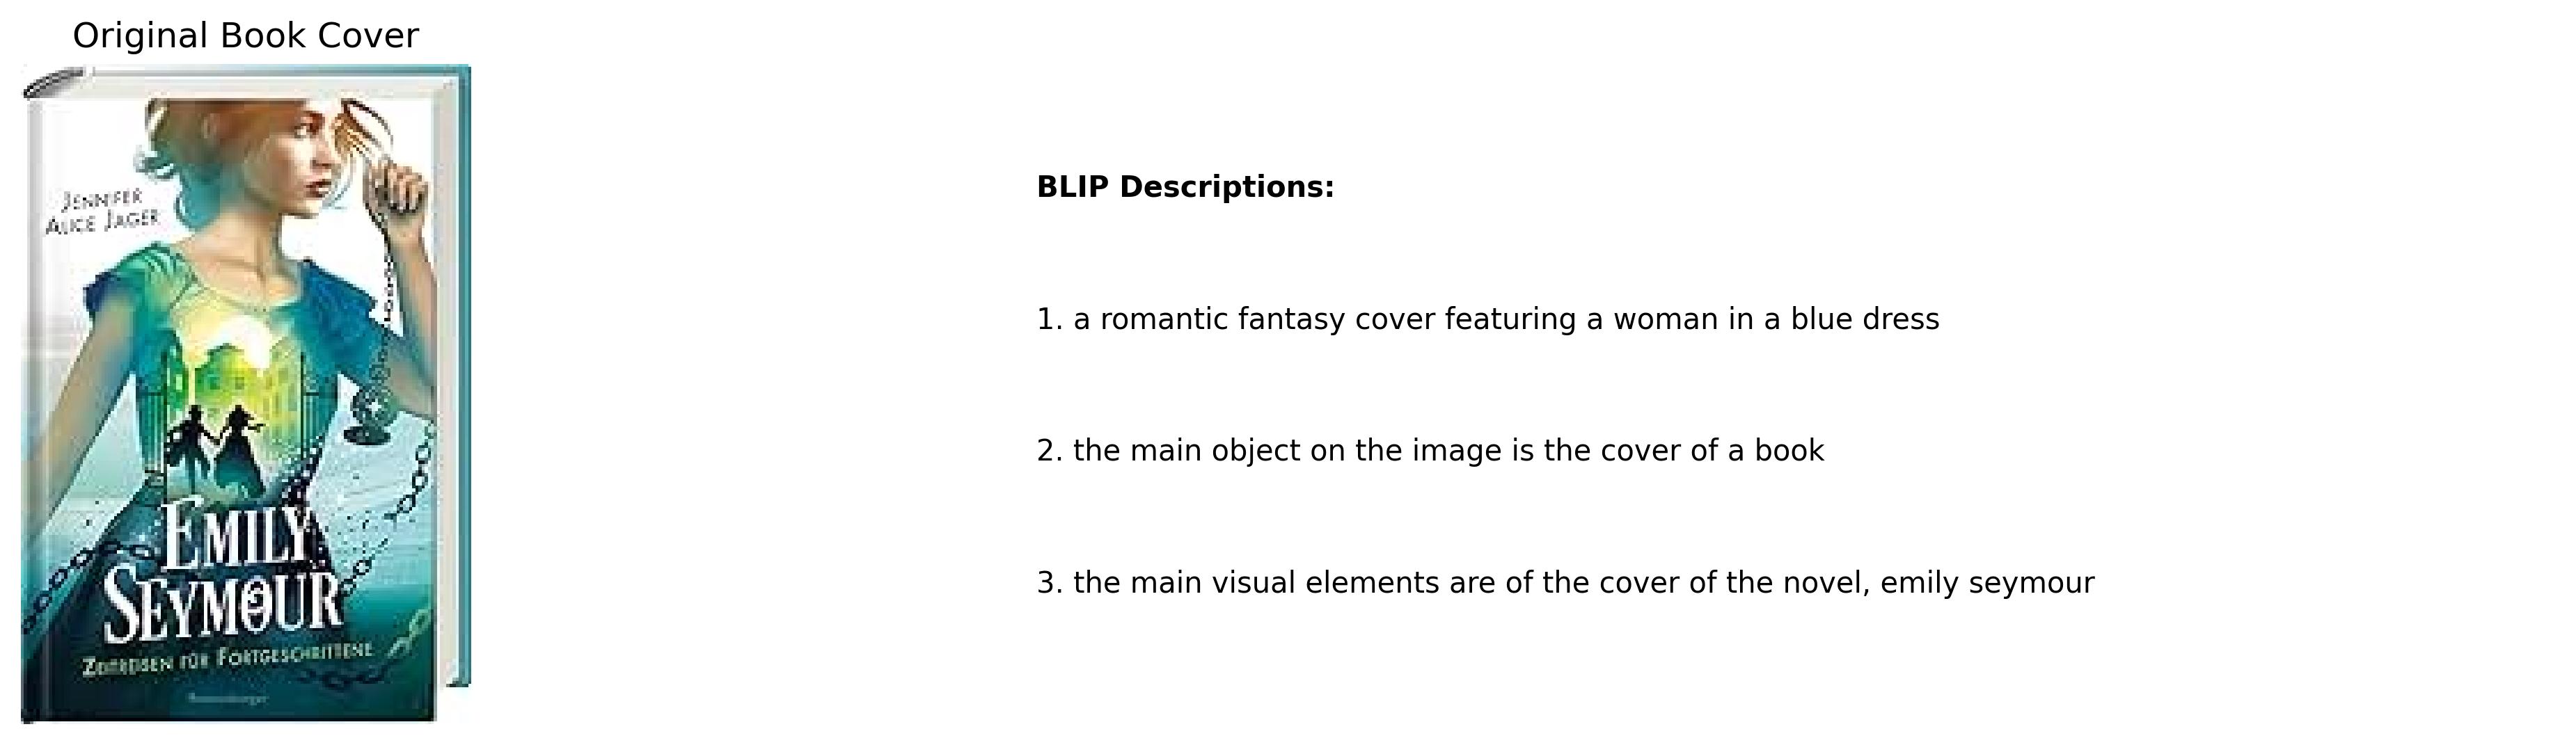 Original Book Cover
JENNIFER
ALICE JAGER
EMILY
SEYMOUR
ZEITREISEN FÜR FORTGESCHRITTENE
Ravensburger
BLIP Descriptions:
1. a romantic fantasy cover featuring a woman in a blue dress
2. the main object on the image is the cover of a book
3. the main visual elements are of the cover of the novel, emily seymour